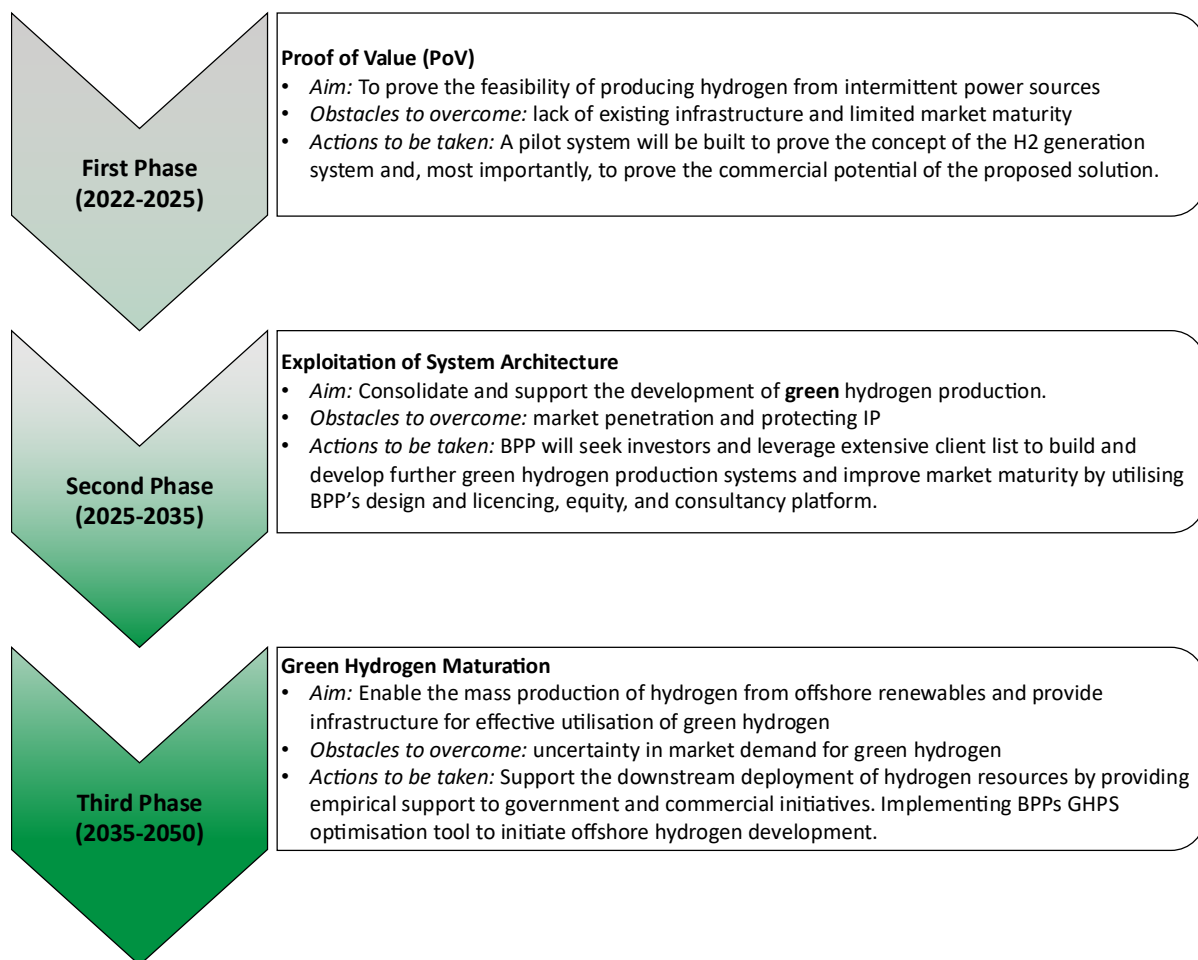 First Phase
(2022-2025)
Proof of Value (PoV)
• Aim: To prove the feasibility of producing hydrogen from intermittent power sources
• Obstacles to overcome: lack of existing infrastructure and limited market maturity
• Actions to be taken: A pilot system will be built to prove the concept of the H2 generation
system and, most importantly, to prove the commercial potential of the proposed solution.
Second Phase
(2025-2035)
Exploitation of System Architecture
• Aim: Consolidate and support the development of green hydrogen production.
• Obstacles to overcome: market penetration and protecting IP
• Actions to be taken: BPP will seek investors and leverage extensive client list to build and
develop further green hydrogen production systems and improve market maturity by utilising
BPP's design and licencing, equity, and consultancy platform.
Third Phase
(2035-2050)
Green Hydrogen Maturation
• Aim: Enable the mass production of hydrogen from offshore renewables and provide
infrastructure for effective utilisation of green hydrogen
• Obstacles to overcome: uncertainty in market demand for green hydrogen
• Actions to be taken: Support the downstream deployment of hydrogen resources by providing
empirical support to government and commercial initiatives. Implementing BPPs GHPS
optimisation tool to initiate offshore hydrogen development.